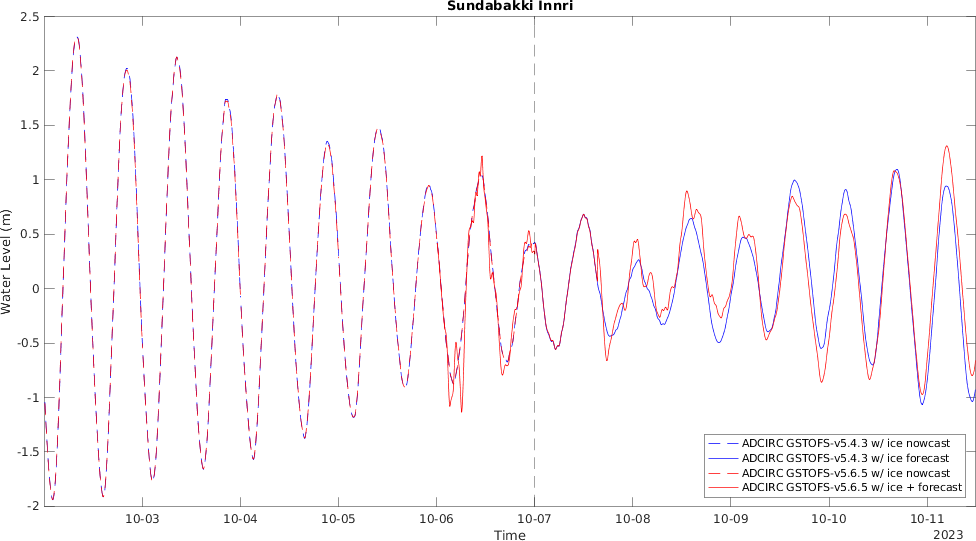 Sundabakki Innri
2.5
2
1.5
1
0.5
0
-0.5
-1
-1.5
-2
Water Level (m)
10-03 10-04 10-05 10-06 10-07 10-08 10-09 10-10 10-11
Time
2023
ADCIRC GSTOFS-v5.4.3 w/ ice nowcast
ADCIRC GSTOFS-v5.4.3 w/ ice forecast
ADCIRC GSTOFS-v5.6.5 w/ ice nowcast
ADCIRC GSTOFS-v5.6.5 w/ ice + forecast